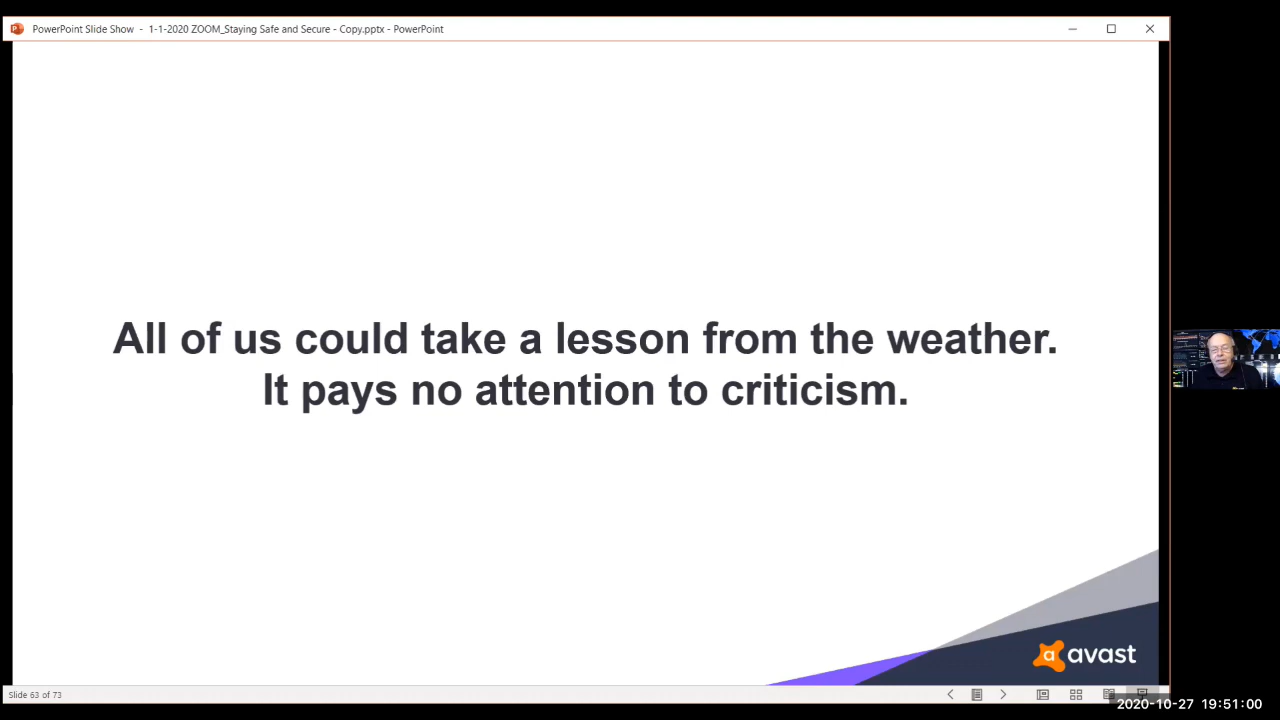 PowerPoint Slide Show - 1-1-2020 ZOOM_Staying Safe and Secure - Copy.pptx - PowerPoint
All of us could take a lesson from the weather.
It pays no attention to criticism.
a avast
Slide 63 of 73
2020-10-27 19:51:00